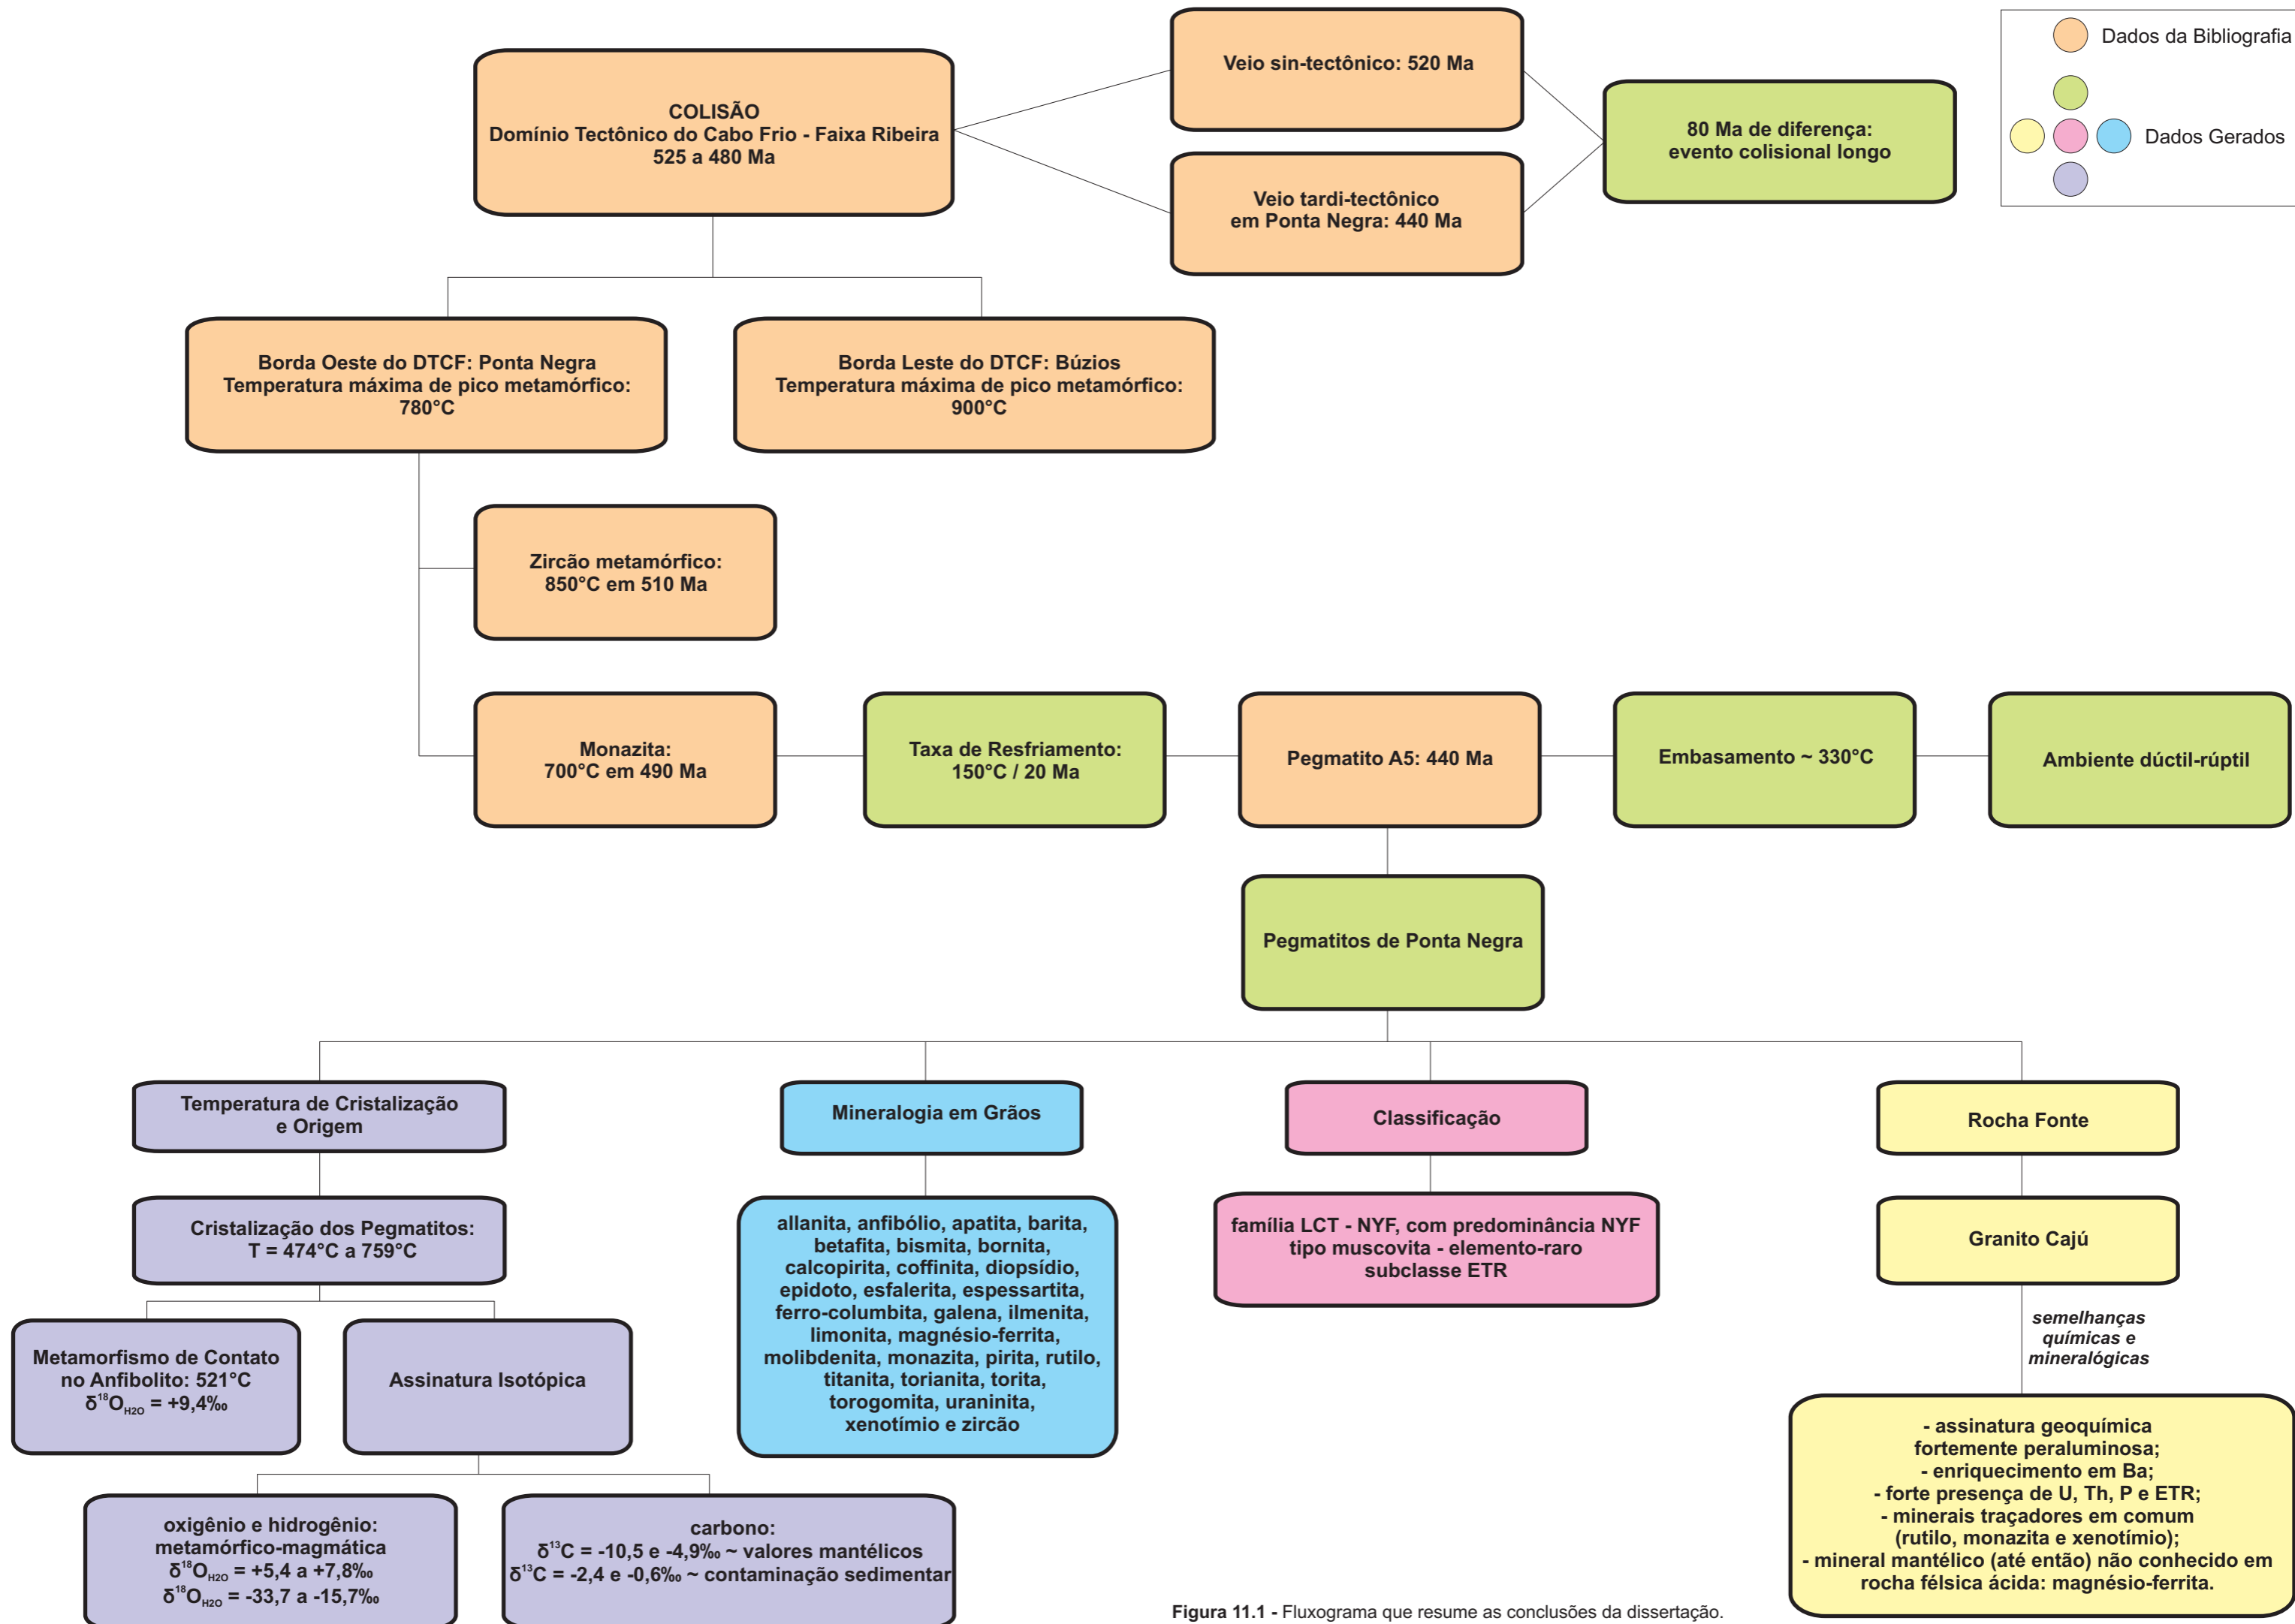 COLISÃO
Domínio Tectônico do Cabo Frio - Faixa Ribeira
525 a 480 Ma
Veio sin-tectônico: 520 Ma
Veio tardi-tectônico
em Ponta Negra: 440 Ma
80 Ma de diferença:
evento colisional longo
Dados da Bibliografia
Dados Gerados
Borda Oeste do DTCF: Ponta Negra
Temperatura máxima de pico metamórfico:
780°C
Borda Leste do DTCF: Búzios
Temperatura máxima de pico metamórfico:
900°C
Zircão metamórfico:
850°C em 510 Ma
Monazita:
700°C em 490 Ma
Taxa de Resfriamento:
150°C / 20 Ma
Pegmatito A5: 440 Ma
Embasamento ~ 330°C
Ambiente dúctil-rúptil
Pegmatitos de Ponta Negra
Temperatura de Cristalização
e Origem
Cristalização dos Pegmatitos:
T = 474°C a 759°C
Metamorfismo de Contato
no Anfibolito: 521°C
δ¹⁸O_H2O = +9,4‰
Assinatura Isotópica
oxigênio e hidrogênio:
metamórfico-magmática
δ¹⁸O_H2O = +5,4 a +7,8‰
δ¹⁸O_H2O = -33,7 a -15,7‰
carbono:
δ¹³C = -10,5 e -4,9‰ ~ valores mantélicos
δ¹³C = -2,4 e -0,6‰ ~ contaminação sedimentar
Mineralogia em Grãos
allanita, anfibólio, apatita, barita,
betafita, bismita, bornita,
calcopirita, coffinita, diopsídio,
epidoto, esfalerita, espessartita,
ferro-columbita, galena, ilmenita,
limonita, magnésio-ferrita,
molibdenita, monazita, pirita, rutilo,
titanita, torianita, torita,
torogomita, uraninita,
xenotímio e zircão
Classificação
família LCT - NYF, com predominância NYF
tipo muscovita - elemento-raro
subclasse ETR
Rocha Fonte
Granito Cajú
semelhanças
químicas e
mineralógicas
- assinatura geoquímica
fortemente peraluminosa;
- enriquecimento em Ba;
- forte presença de U, Th, P e ETR;
- minerais traçadores em comum
(rutilo, monazita e xenotímio);
- mineral mantélico (até então) não conhecido em
rocha félsica ácida: magnésio-ferrita.
Figura 11.1 - Fluxograma que resume as conclusões da dissertação.